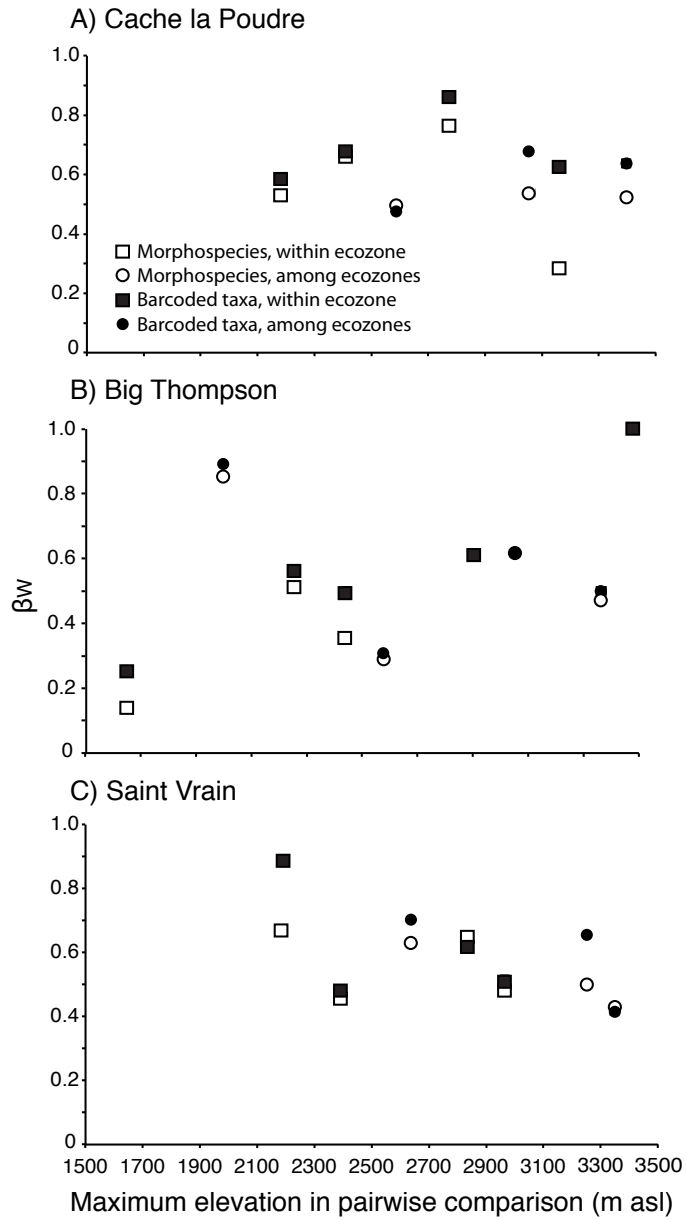 A) Cache la Poudre
1.0
0.8
0.6
0.4
0.2
0
Morphospecies, within ecozone
Morphospecies, among ecozones
Barcoded taxa, within ecozone
Barcoded taxa, among ecozones
B) Big Thompson
1.0
0.8
0.6
0.4
0.2
0
βw
C) Saint Vrain
1.0
0.8
0.6
0.4
0.2
0
1500 1700 1900 2100 2300 2500 2700 2900 3100 3300 3500
Maximum elevation in pairwise comparison (m asl)